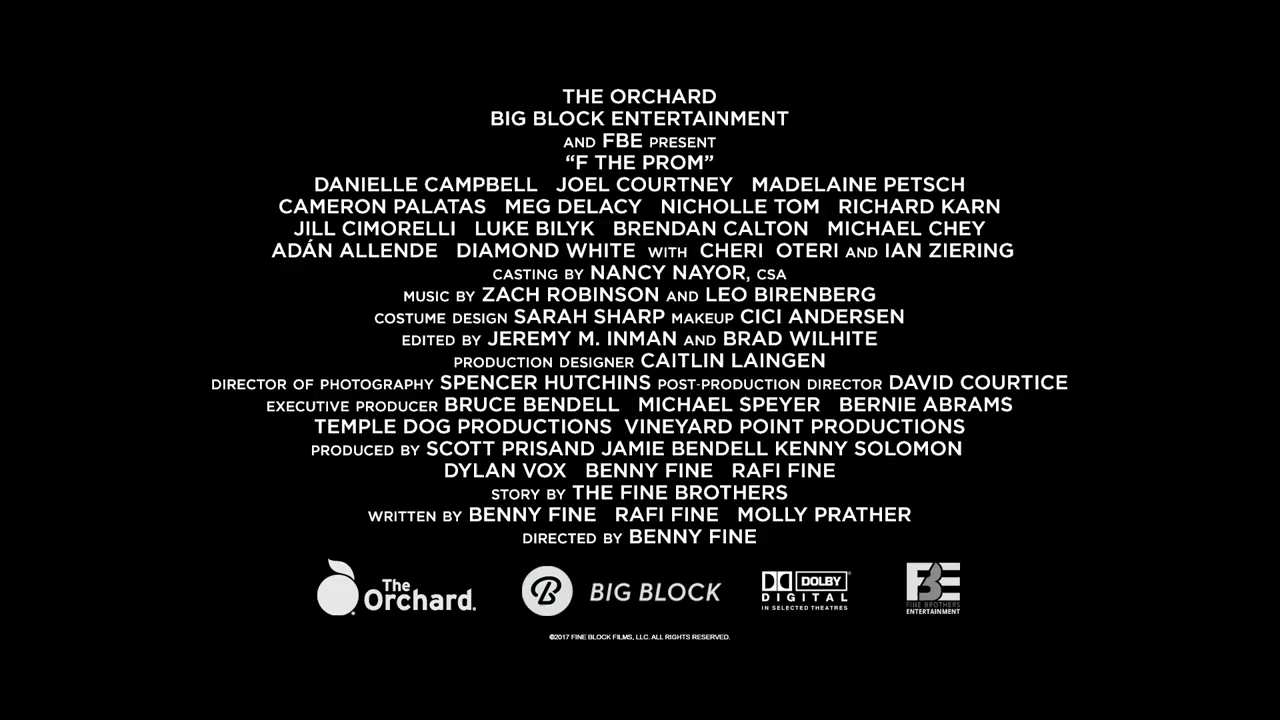 THE ORCHARD
BIG BLOCK ENTERTAINMENT
AND FBE PRESENT
“F THE PROM”
DANIELLE CAMPBELL JOEL COURTNEY MADELAINE PETSCH
CAMERON PALATAS MEG DELACY NICHOLLE TOM RICHARD KARN
JILL CIMORELLI LUKE BILYK BRENDAN CALTON MICHAEL CHEY
ADÁN ALLENDE DIAMOND WHITE WITH CHERI OTERI AND IAN ZIERING
CASTING BY NANCY NAYOR, CSA
MUSIC BY ZACH ROBINSON AND LEO BIRENBERG
COSTUME DESIGN SARAH SHARP MAKEUP CICI ANDERSEN
EDITED BY JEREMY M. INMAN AND BRAD WILHITE
PRODUCTION DESIGNER CAITLIN LAINGEN
DIRECTOR OF PHOTOGRAPHY SPENCER HUTCHINS POST-PRODUCTION DIRECTOR DAVID COURTICE
EXECUTIVE PRODUCER BRUCE BENDELL MICHAEL SPEYER BERNIE ABRAMS
TEMPLE DOG PRODUCTIONS VINEYARD POINT PRODUCTIONS
PRODUCED BY SCOTT PRISAND JAMIE BENDELL KENNY SOLOMON
DYLAN VOX BENNY FINE RAFI FINE
STORY BY THE FINE BROTHERS
WRITTEN BY BENNY FINE RAFI FINE MOLLY PRATHER
DIRECTED BY BENNY FINE
The
Orchard.
B BIG BLOCK
DOLBY
DIGITAL
IN SELECTED THEATRES
FBE
FINE BROTHERS
ENTERTAINMENT
©2017 FINE BLOCK FILMS, LLC. ALL RIGHTS RESERVED.